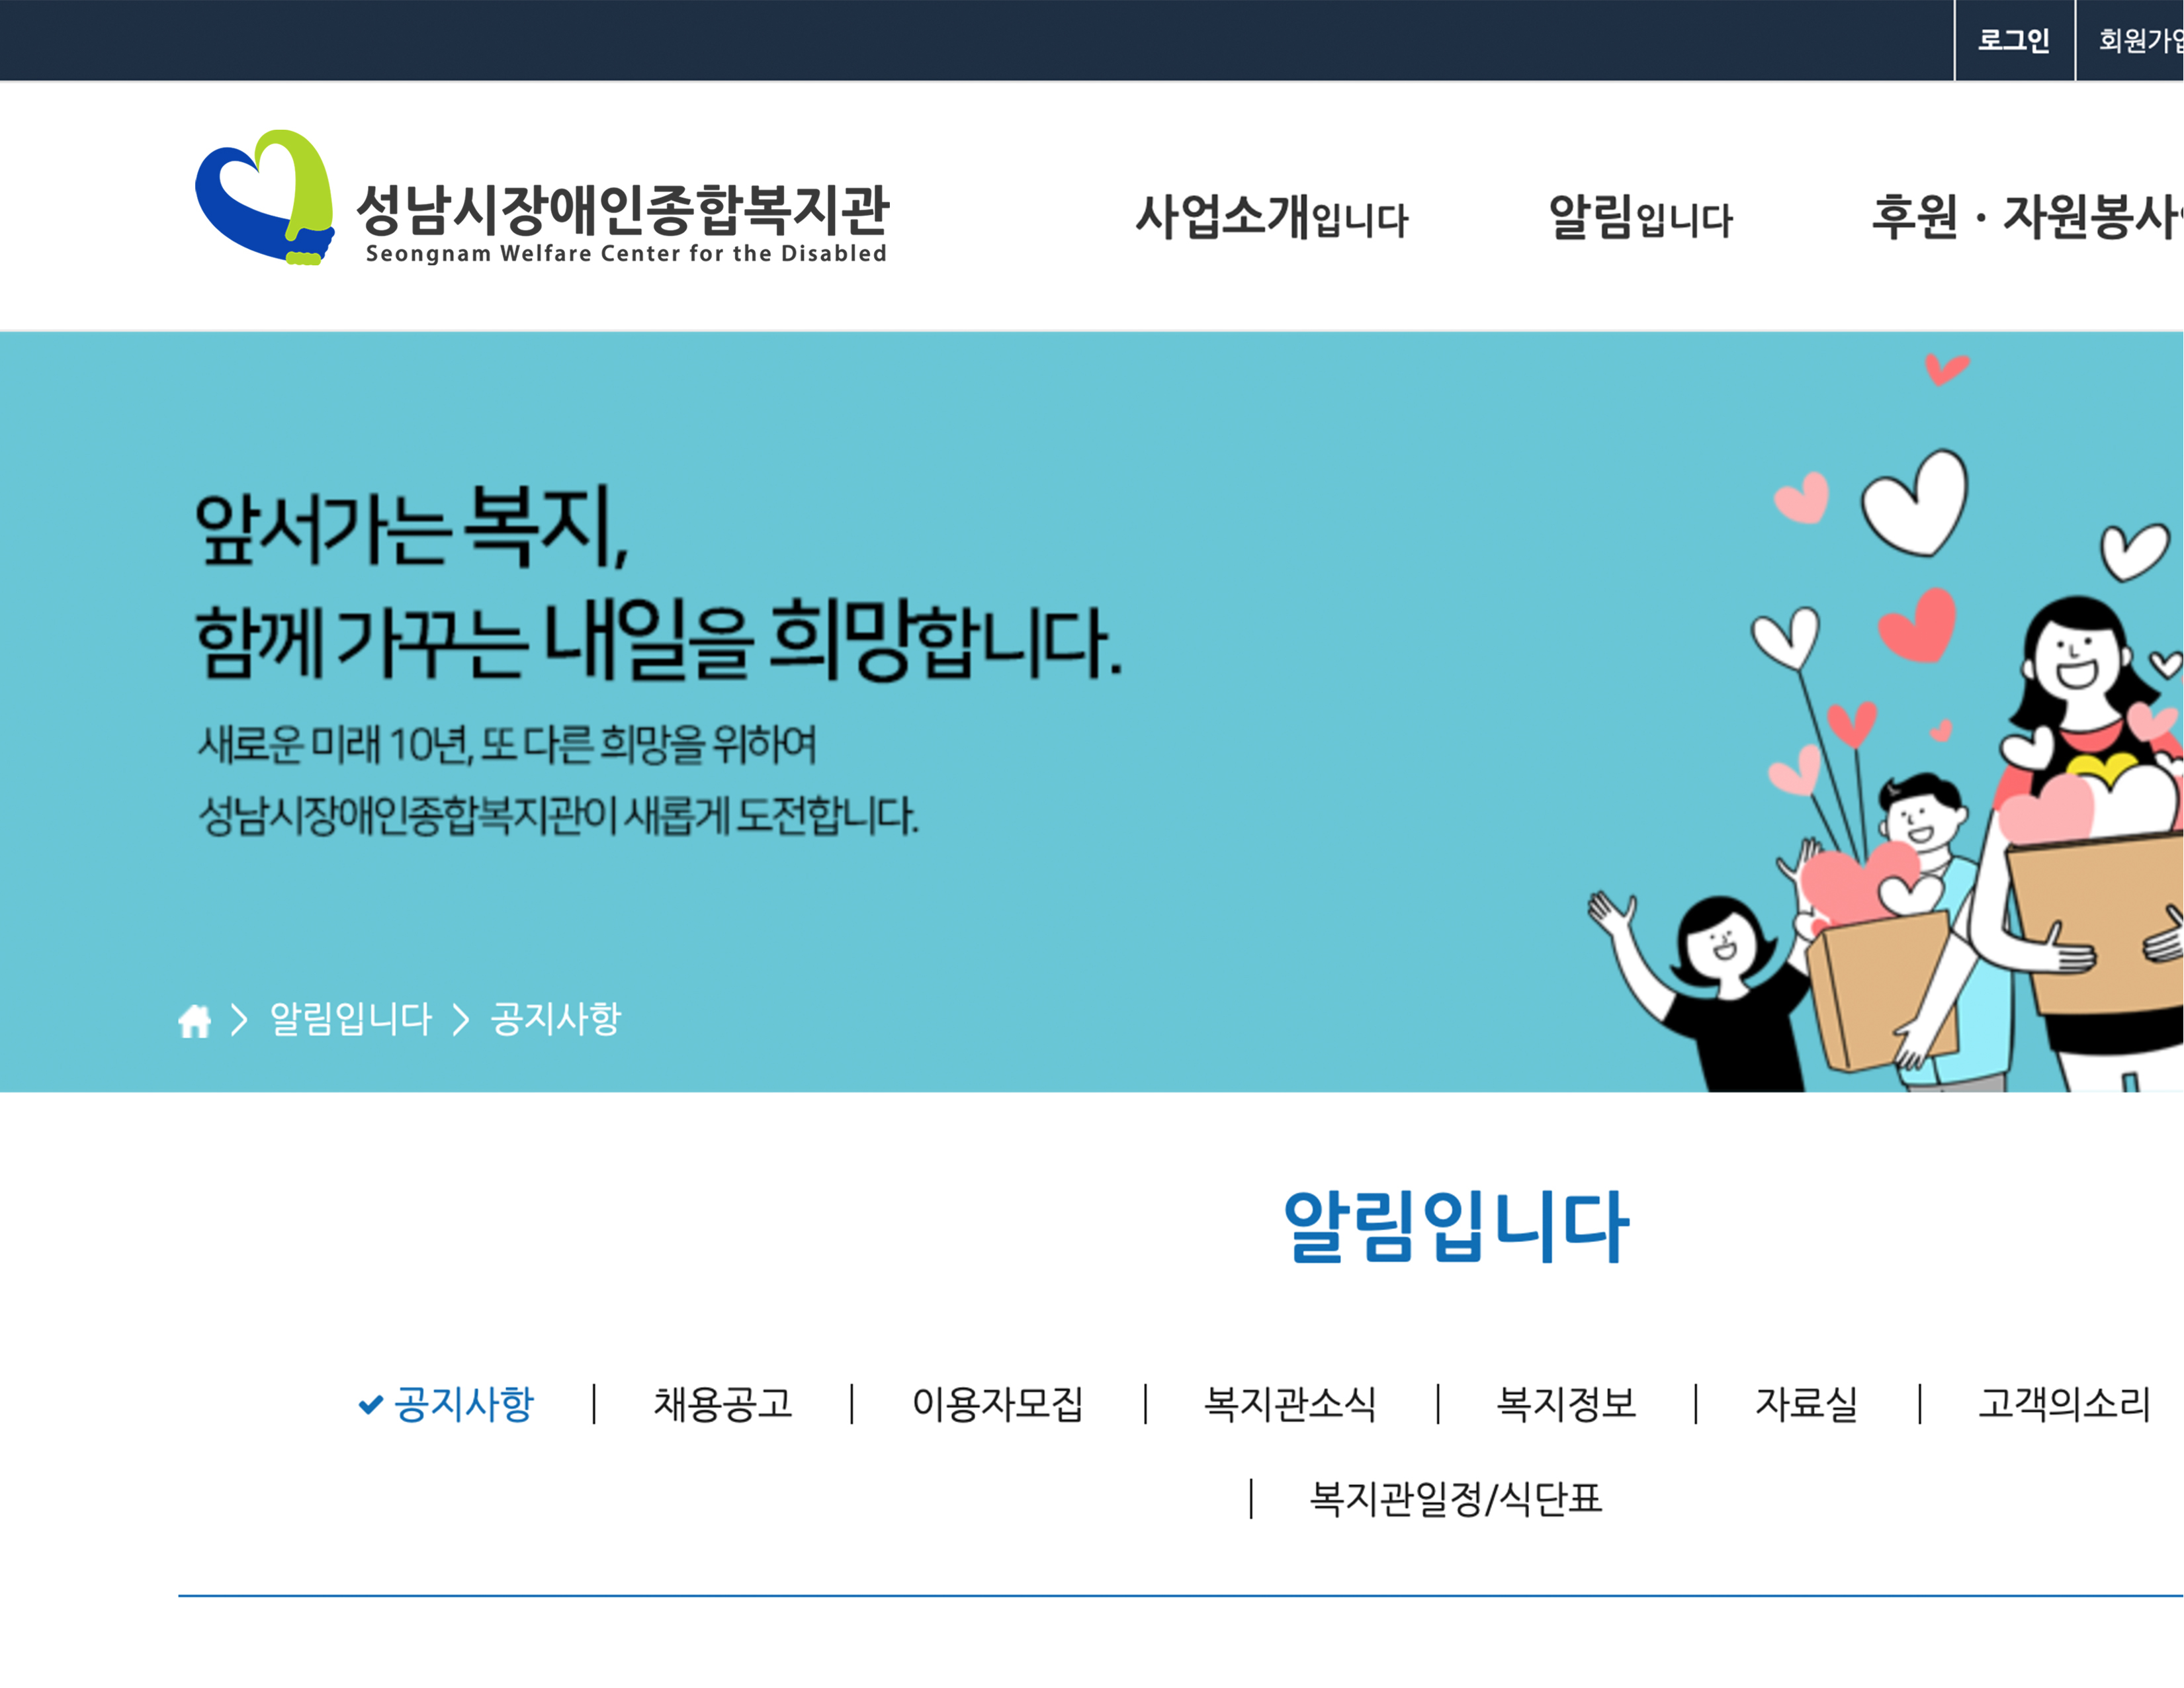 로그인
성남시장애인종합복지관
Seongnam Welfare Center for the Disabled
사업소개입니다
알림입니다
후원 · 자원봉사
앞서가는 복지,
함께 가꾸는 내일을 희망합니다.
새로운 미래 10년, 또 다른 희망을 위하여
성남시장애인종합복지관이 새롭게 도전합니다.
> 알림입니다 > 공지사항
알림입니다
공지사항 | 채용공고 | 이용자모집 | 복지관소식 | 복지정보 | 자료실 | 고객의소리
| 복지관일정/식단표